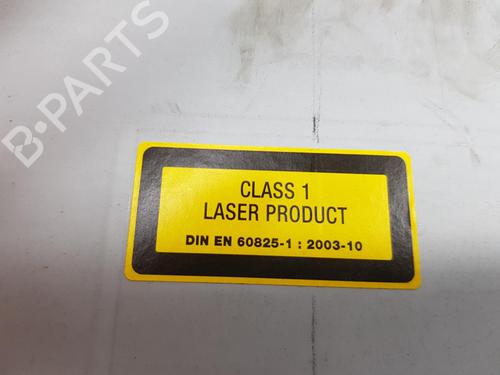 B-PARTS
CLASS 1
LASER PRODUCT
DIN EN 60825-1 : 2003-10